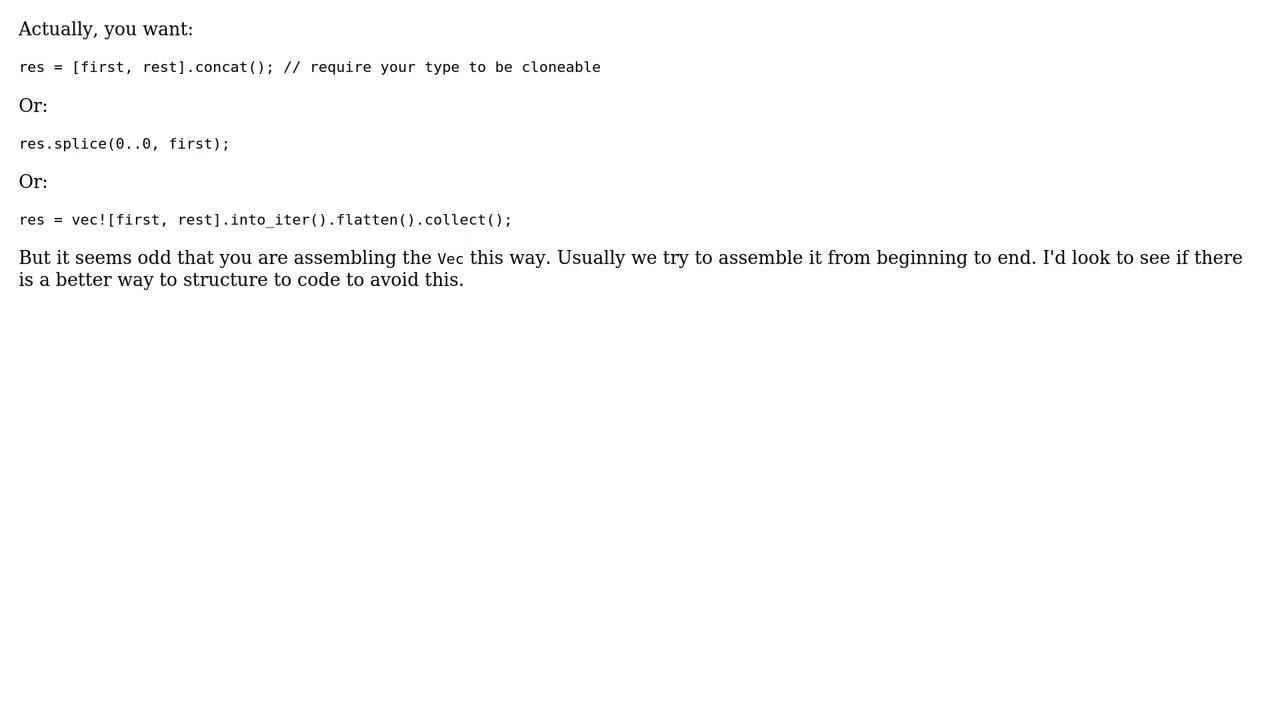 Actually, you want:
res = [first, rest].concat(); // require your type to be cloneable
Or:
res.splice(0..0, first);
Or:
res = vec![first, rest].into_iter().flatten().collect();
But it seems odd that you are assembling the Vec this way. Usually we try to assemble it from beginning to end. I'd look to see if there
is a better way to structure to code to avoid this.